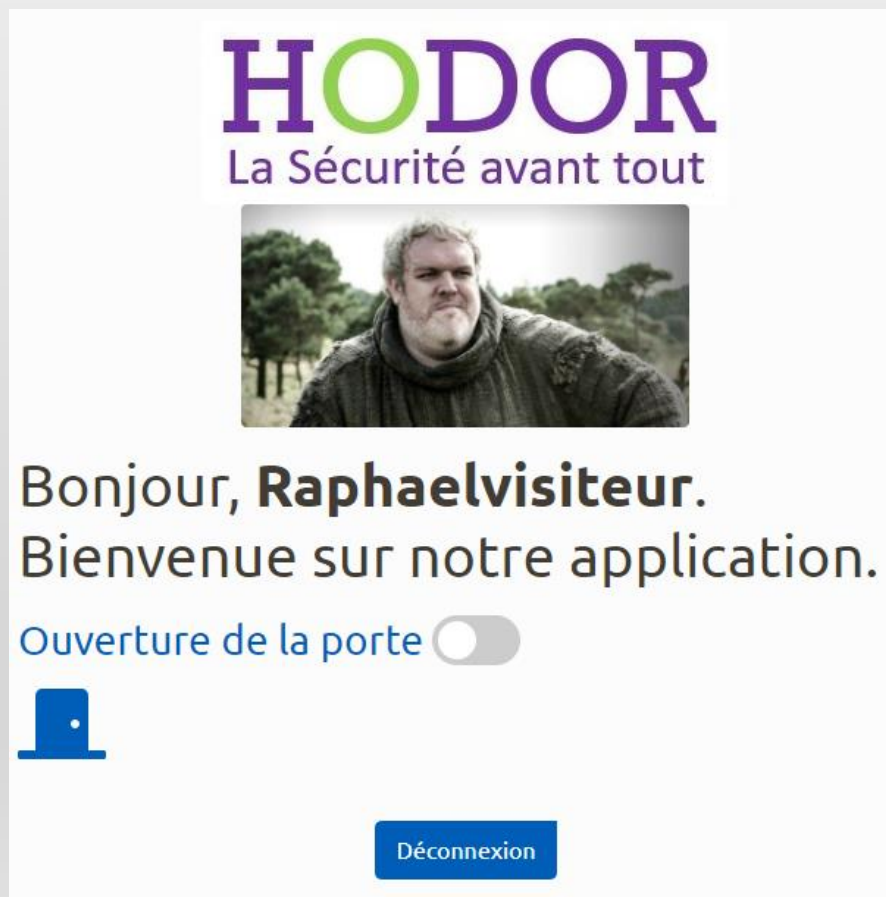 HODOR
La Sécurité avant tout
Bonjour, Raphaelvisiteur.
Bienvenue sur notre application.
Ouverture de la porte
Déconnexion